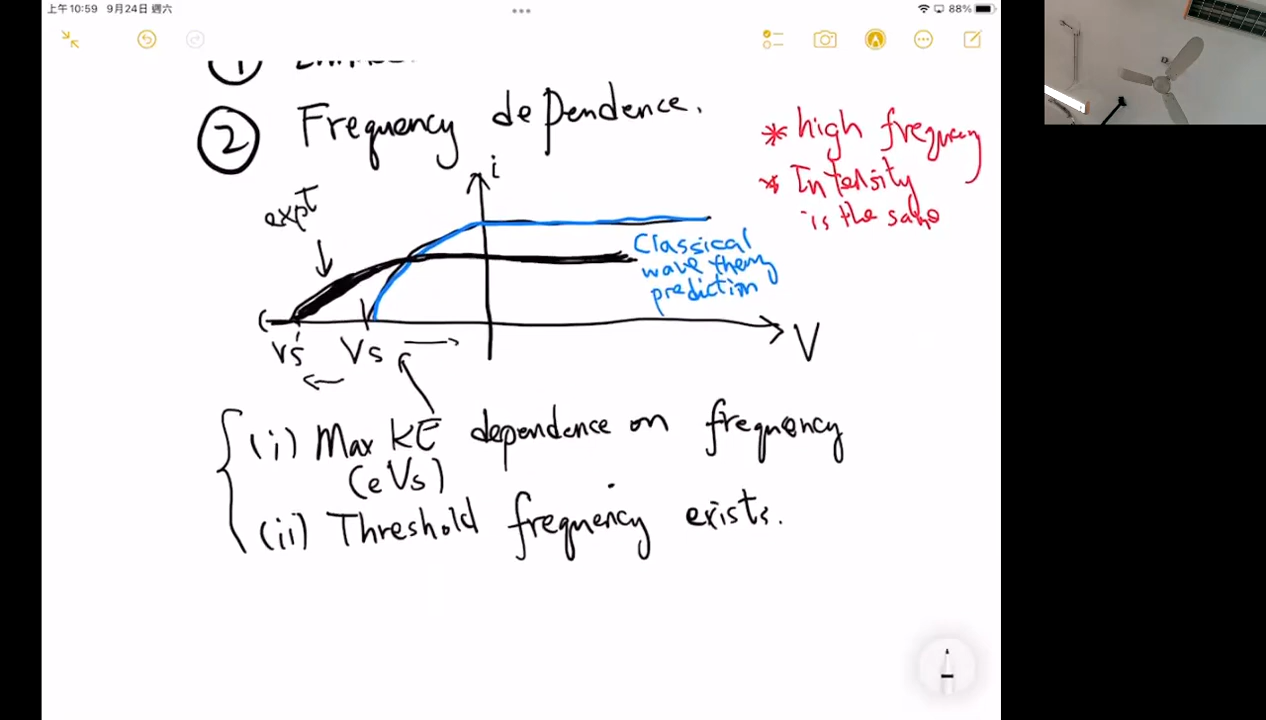 上午10:59 9月24日 週六
88%
1
2 Frequency dependence.
* high frequency
* Intensity
is the same
i
expt
Classical
wave theory
prediction
Vs' Vs
V
(i) Max KE dependence on frequency
(eVs)
(ii) Threshold frequency exists.